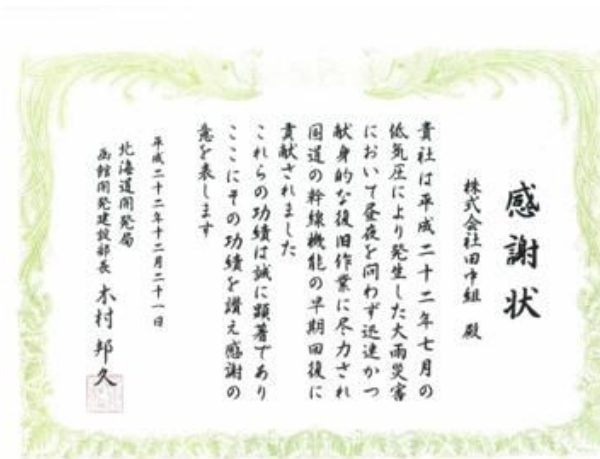 感謝状
株式会社田中組 殿
貴社は平成二十二年七月の
低気圧により発生した大雨災害
において昼夜を問わず迅速かつ
献身的な復旧作業に尽力され
国道の幹線機能の早期回復に
貢献されました
これらの功績は誠に顕著であり
ここにその功績を讃え感謝の
意を表します
平成二十二年十二月二十一日
北海道開発局
函館開発建設部長 木村邦久